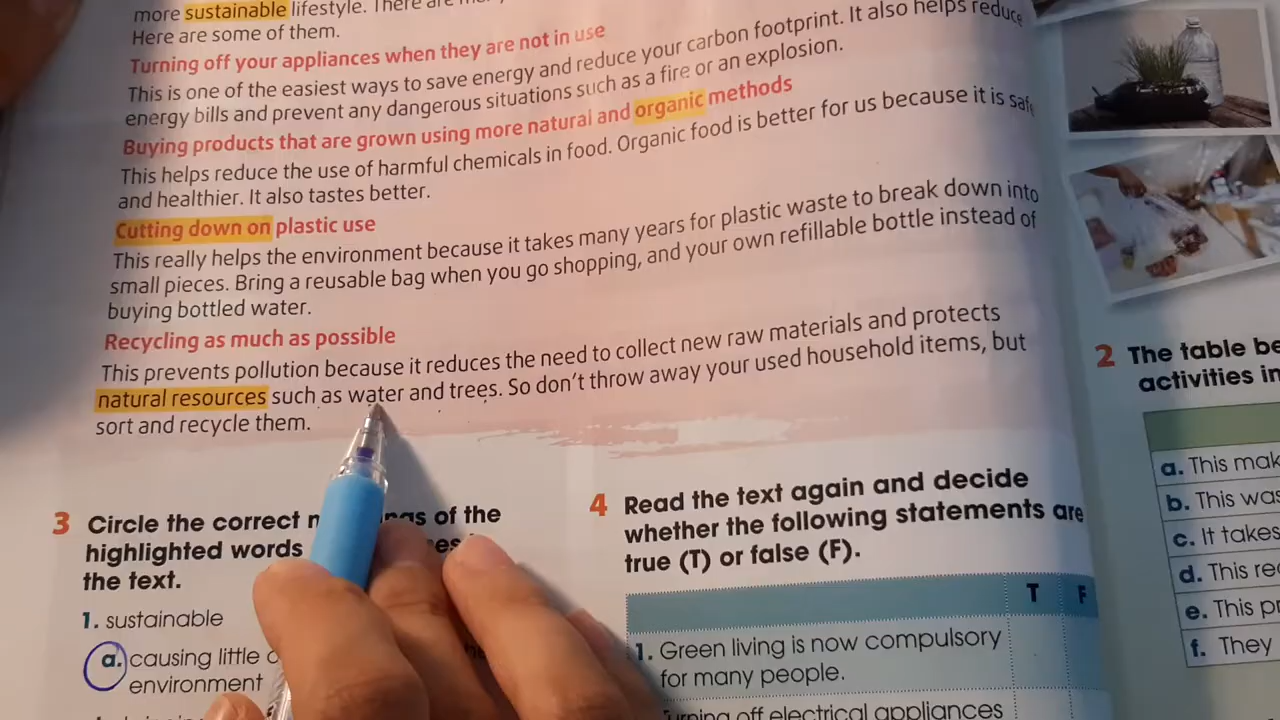 more sustainable lifestyle. There are
Here are some of them.
Turning off your appliances when they are not in use
This is one of the easiest ways to save energy and reduce your carbon footprint. It also helps reduce
energy bills and prevent any dangerous situations such as a fire or an explosion.
Buying products that are grown using more natural and organic methods
This helps reduce the use of harmful chemicals in food. Organic food is better for us because it is
and healthier. It also tastes better.
Cutting down on plastic use
This really helps the environment because it takes many years for plastic waste to break down into
small pieces. Bring a reusable bag when you go shopping, and your own refillable bottle instead of
buying bottled water.
Recycling as much as possible
This prevents pollution because it reduces the need to collect new raw materials and protects
natural resources such as water and trees. So don't throw away your used household items, but
sort and recycle them.
3 Circle the correct of the
highlighted words
the text.
1. sustainable
a. causing little
environment
4 Read the text again and decide
whether the following statements are
true (T) or false (F).
T F
1. Green living is now compulsory
for many people.
off electrical appliances
2 The table
activities in
a. This
b. This
c. It takes
d. This
e. This
f. They